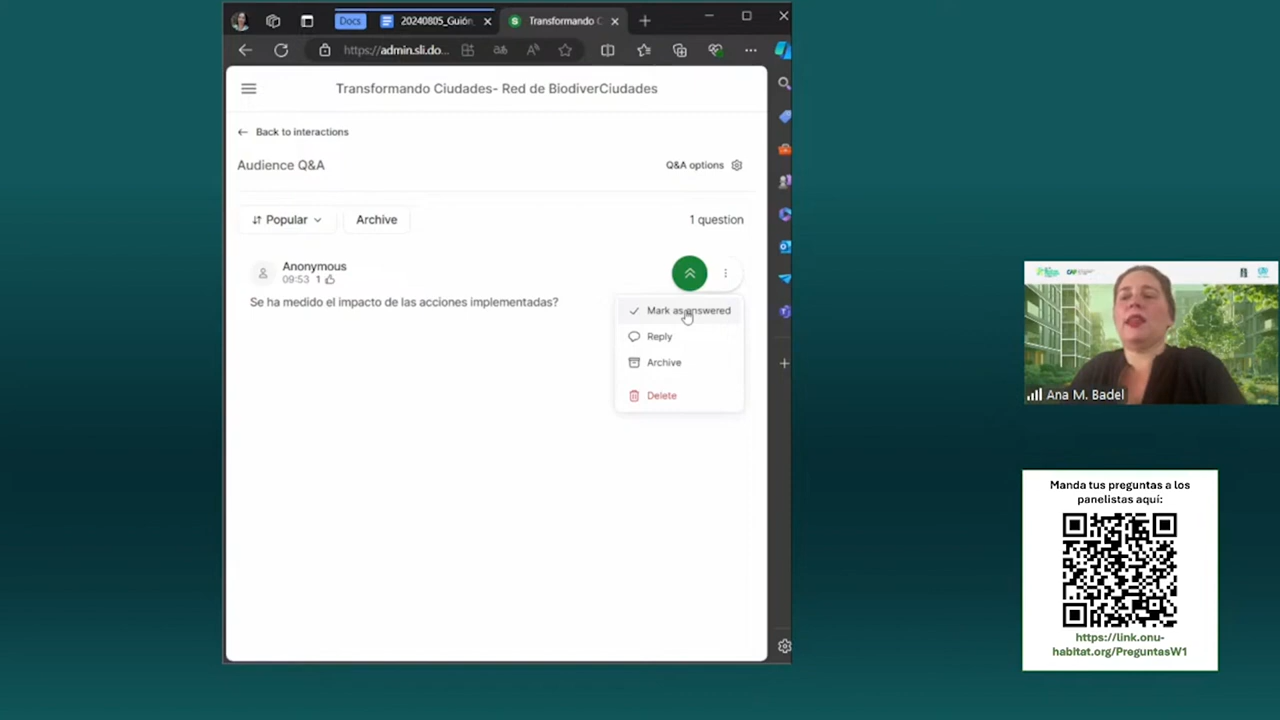 Docs
20240805_Guión
Transformando C
https://admin.sli.do...
Transformando Ciudades- Red de BiodiverCiudades
Back to interactions
Audience Q&A
Q&A options
Popular
Archive
1 question
Anonymous
09:53 1
Se ha medido el impacto de las acciones implementadas?
Mark as answered
Reply
Archive
Delete
Ana M. Badel
Manda tus preguntas a los
panelistas aquí:
https://link.onu-
habitat.org/PreguntasW1